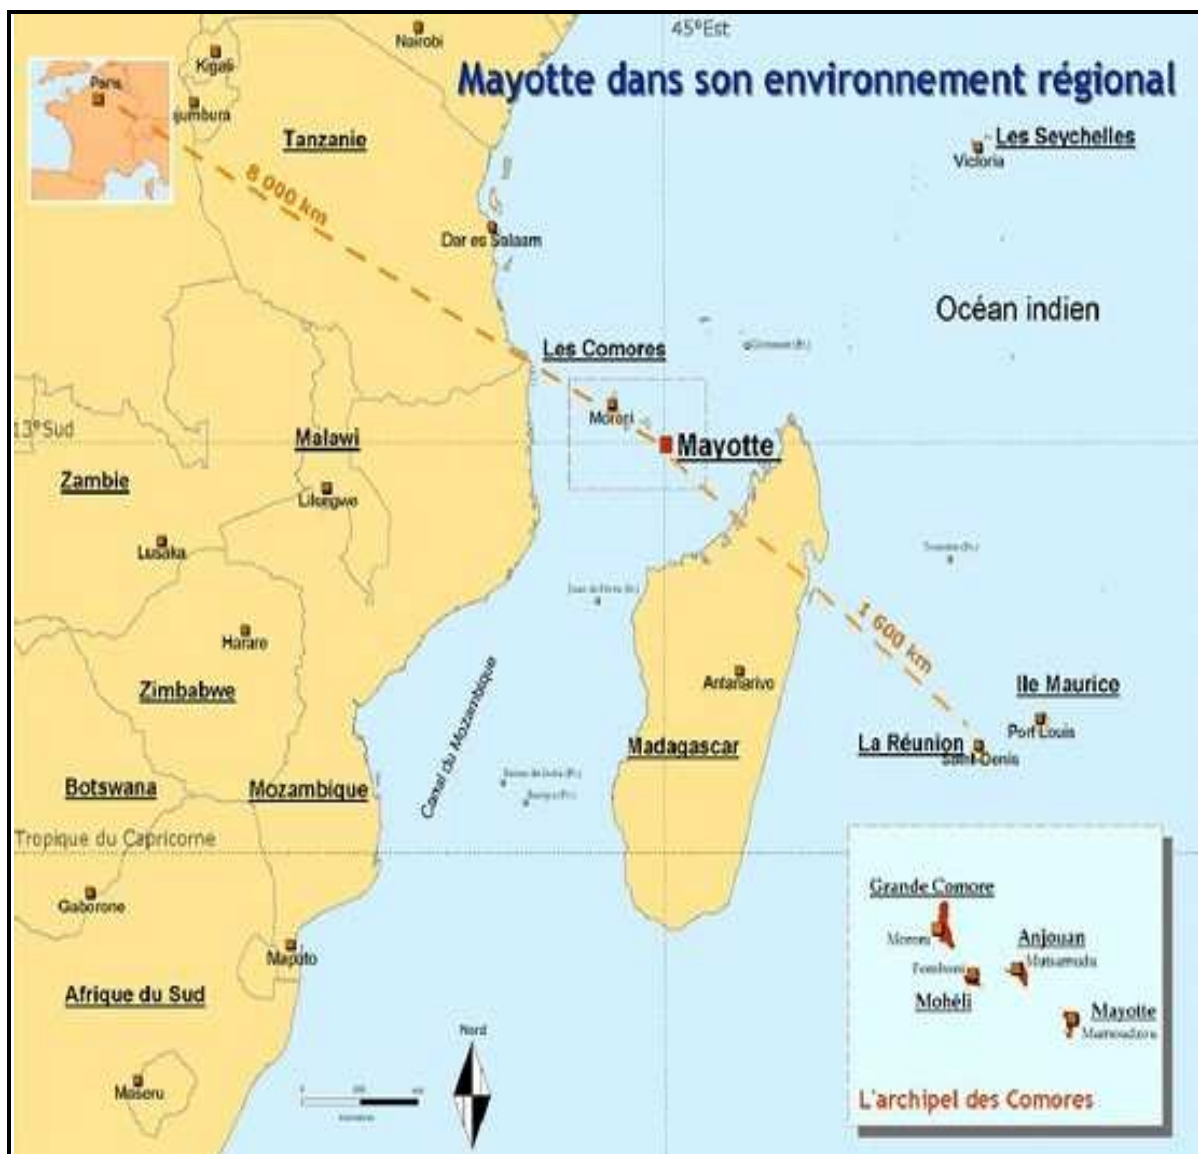 45°Est
Nairobi
Kigali
Paris
Mayotte dans son environnement régional
jumbura
Tanzanie
Les Seychelles
Victoria
8 000 km
Dar es Salaam
Océan indien
Les Comores
Moroni
13°Sud
Malawi
Mayotte
Zambie
Lilongwe
Lusaka
1 600 km
Harare
Zimbabwe
Canal du Mozambique
Antanarivo
Ile Maurice
Port Louis
Madagascar
La Réunion
Saint-Denis
Botswana
Mozambique
Tropique du Capricorne
Gaborone
Maputo
Afrique du Sud
Maseru
Nord
Grande Comore
Moroni
Anjouan
Mutsamudu
Fomboni
Mohéli
Mayotte
Mamoudzou
L'archipel des Comores